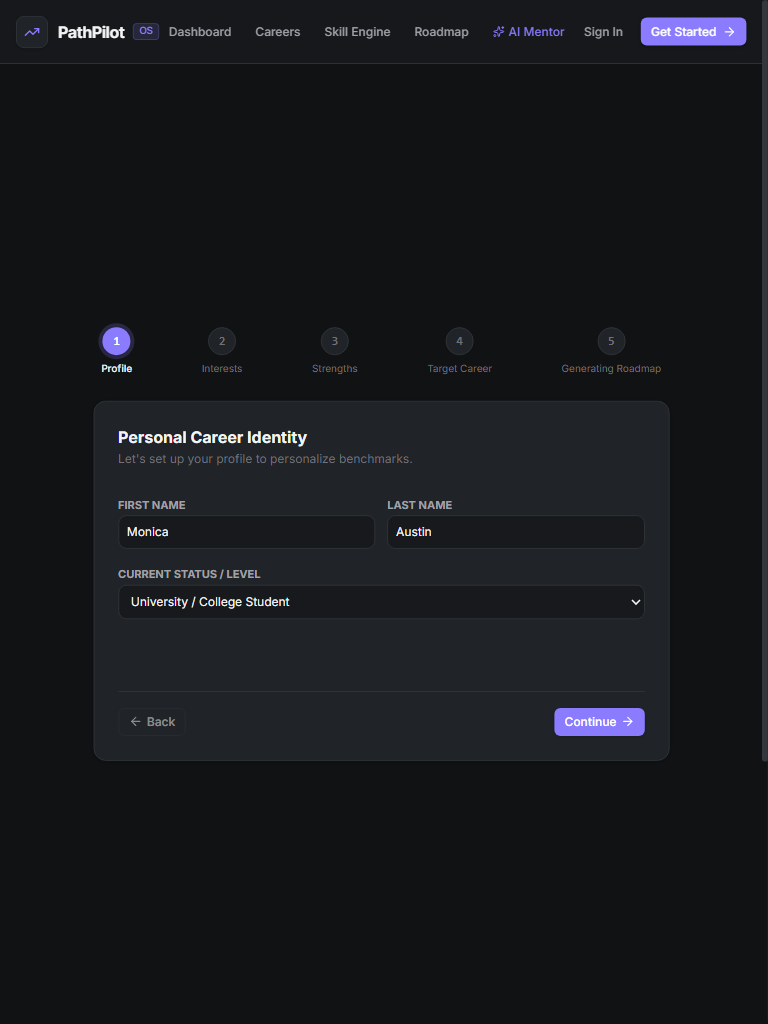 PathPilot OS Dashboard Careers Skill Engine Roadmap AI Mentor Sign In Get Started
1 2 3 4 5
Profile Interests Strengths Target Career Generating Roadmap
Personal Career Identity
Let's set up your profile to personalize benchmarks.
FIRST NAME LAST NAME
Monica Austin
CURRENT STATUS / LEVEL
University / College Student
Back Continue